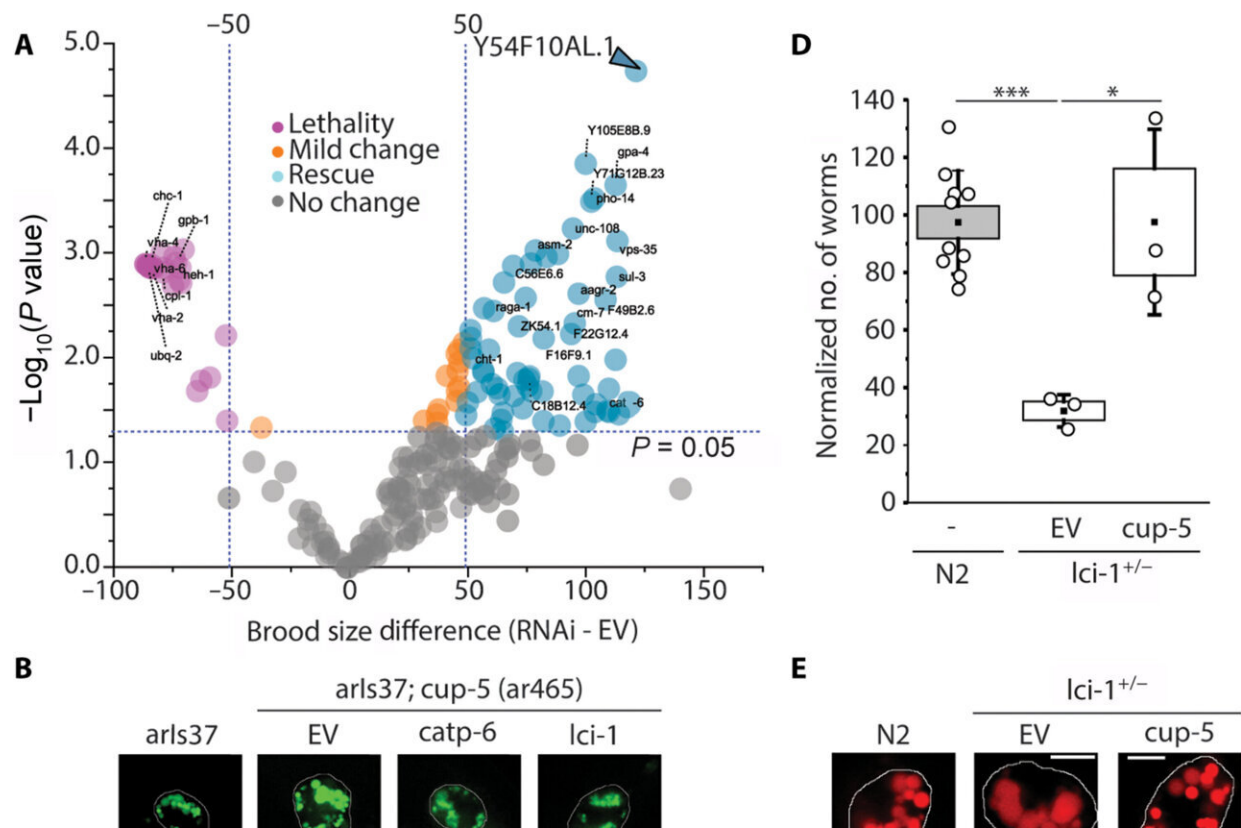 A
−50
50
5.0
4.0
3.0
2.0
1.0
0.0
−Log10(P value)
Y54F10AL.1
Lethality
Mild change
Rescue
No change
Y105E8B.9
gpa-4
Y71G12B.23
pho-14
unc-108
asm-2
vps-35
C56E6.6
sul-3
aagr-2
raga-1
cm-7
F49B2.6
ZK54.1
F22G12.4
cht-1
F16F9.1
C18B12.4
cat -6
chc-1
gpb-1
vha-4
vha-6
heh-1
cpl-1
vha-2
ubq-2
P = 0.05
−100
−50
0
50
100
150
Brood size difference (RNAi - EV)
D
***
*
140
120
100
80
60
40
20
0
Normalized no. of worms
-
EV
cup-5
N2
lci-1+/−
B
arIs37; cup-5 (ar465)
arIs37
EV
catp-6
lci-1
E
lci-1+/−
N2
EV
cup-5